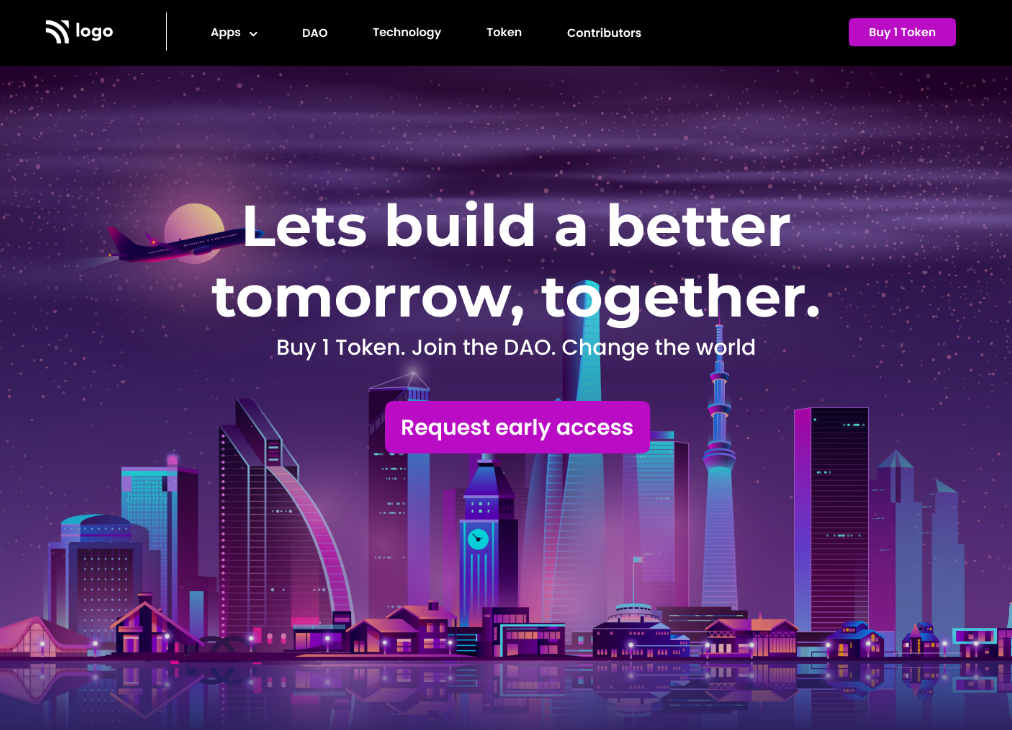 logo
Apps
DAO
Technology
Token
Contributors
Buy 1 Token
Lets build a better
tomorrow, together.
Buy 1 Token. Join the DAO. Change the world
Request early access